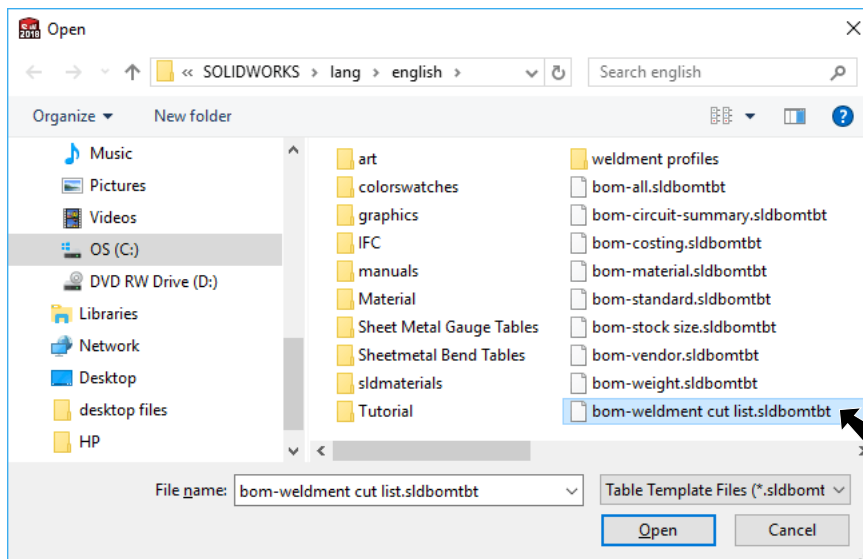 SW 2018 Open
« SOLIDWORKS > lang > english >
Search english
Organize
New folder
Music
Pictures
Videos
OS (C:)
DVD RW Drive (D:)
Libraries
Network
Desktop
desktop files
HP
art
colorswatches
graphics
IFC
manuals
Material
Sheet Metal Gauge Tables
Sheetmetal Bend Tables
sldmaterials
Tutorial
weldment profiles
bom-all.sldbomtbt
bom-circuit-summary.sldbomtbt
bom-costing.sldbomtbt
bom-material.sldbomtbt
bom-standard.sldbomtbt
bom-stock size.sldbomtbt
bom-vendor.sldbomtbt
bom-weight.sldbomtbt
bom-weldment cut list.sldbomtbt
File name: bom-weldment cut list.sldbomtbt
Table Template Files (*.sldbomt
Open
Cancel